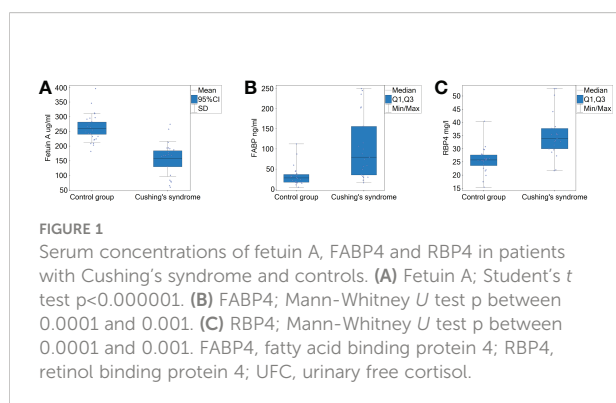 A
400
350
300
250
200
150
100
50
Fetuin A ug/ml
Mean
95%CI
SD
Control group Cushing's syndrome
B
250
200
150
100
50
0
FABP ng/ml
Median
Q1,Q3
Min/Max
Control group Cushing's syndrome
C
50
45
40
35
30
25
20
15
RBP4 mg/l
Median
Q1,Q3
Min/Max
Control group Cushing's syndrome
FIGURE 1
Serum concentrations of fetuin A, FABP4 and RBP4 in patients
with Cushing's syndrome and controls. (A) Fetuin A; Student's t
test p<0.000001. (B) FABP4; Mann-Whitney U test p between
0.0001 and 0.001. (C) RBP4; Mann-Whitney U test p between
0.0001 and 0.001. FABP4, fatty acid binding protein 4; RBP4,
retinol binding protein 4; UFC, urinary free cortisol.